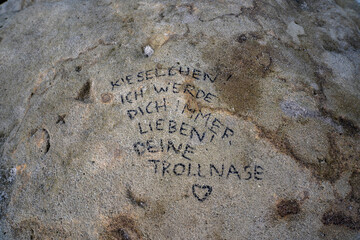 KIESELCHEN!
ICH WERDE
DICH IMMER
LIEBEN!
DEINE
TROLLNASE
♡